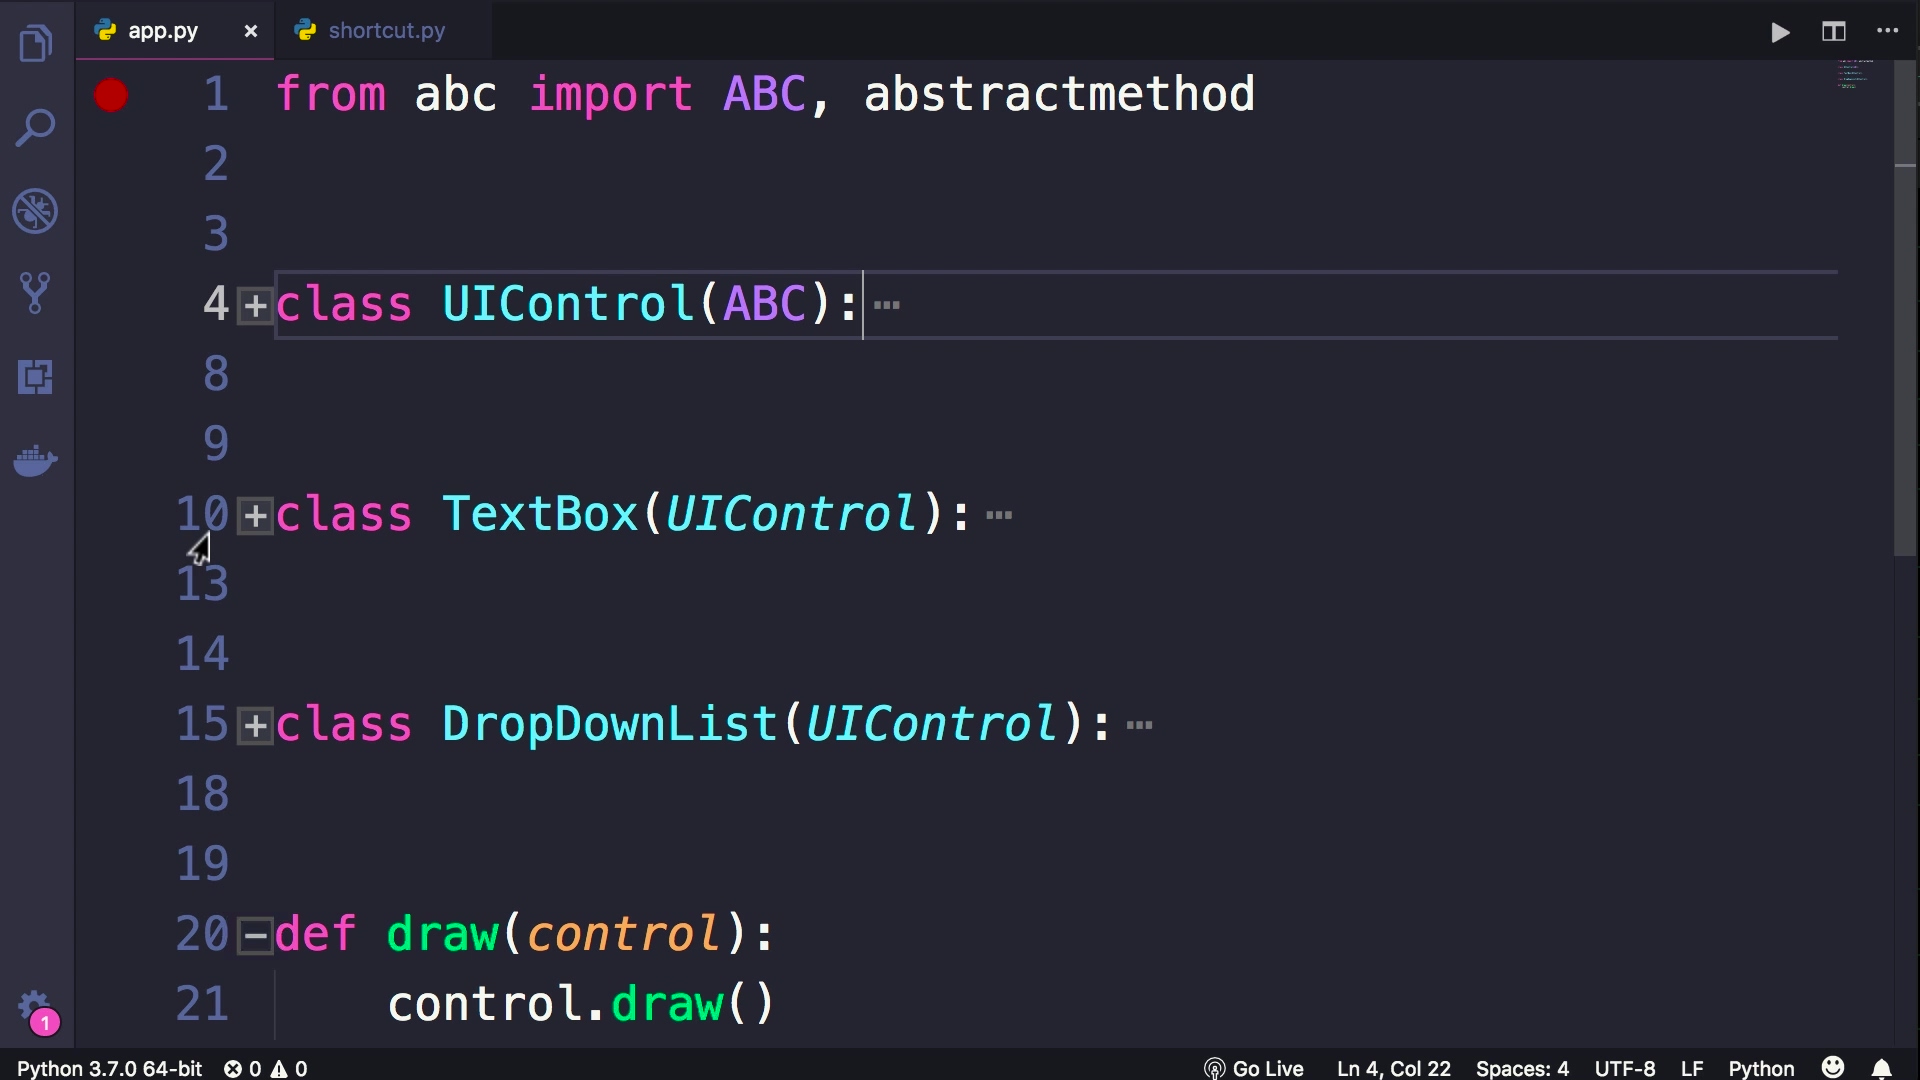 app.py × shortcut.py
1 from abc import ABC, abstractmethod
2
3
4 class UIControl(ABC):
8
9
10 class TextBox(UIControl):
13
14
15 class DropDownList(UIControl):
18
19
20 def draw(control):
21 control.draw()
1
Python 3.7.0 64-bit 0 0 Go Live Ln 4, Col 22 Spaces: 4 UTF-8 LF Python